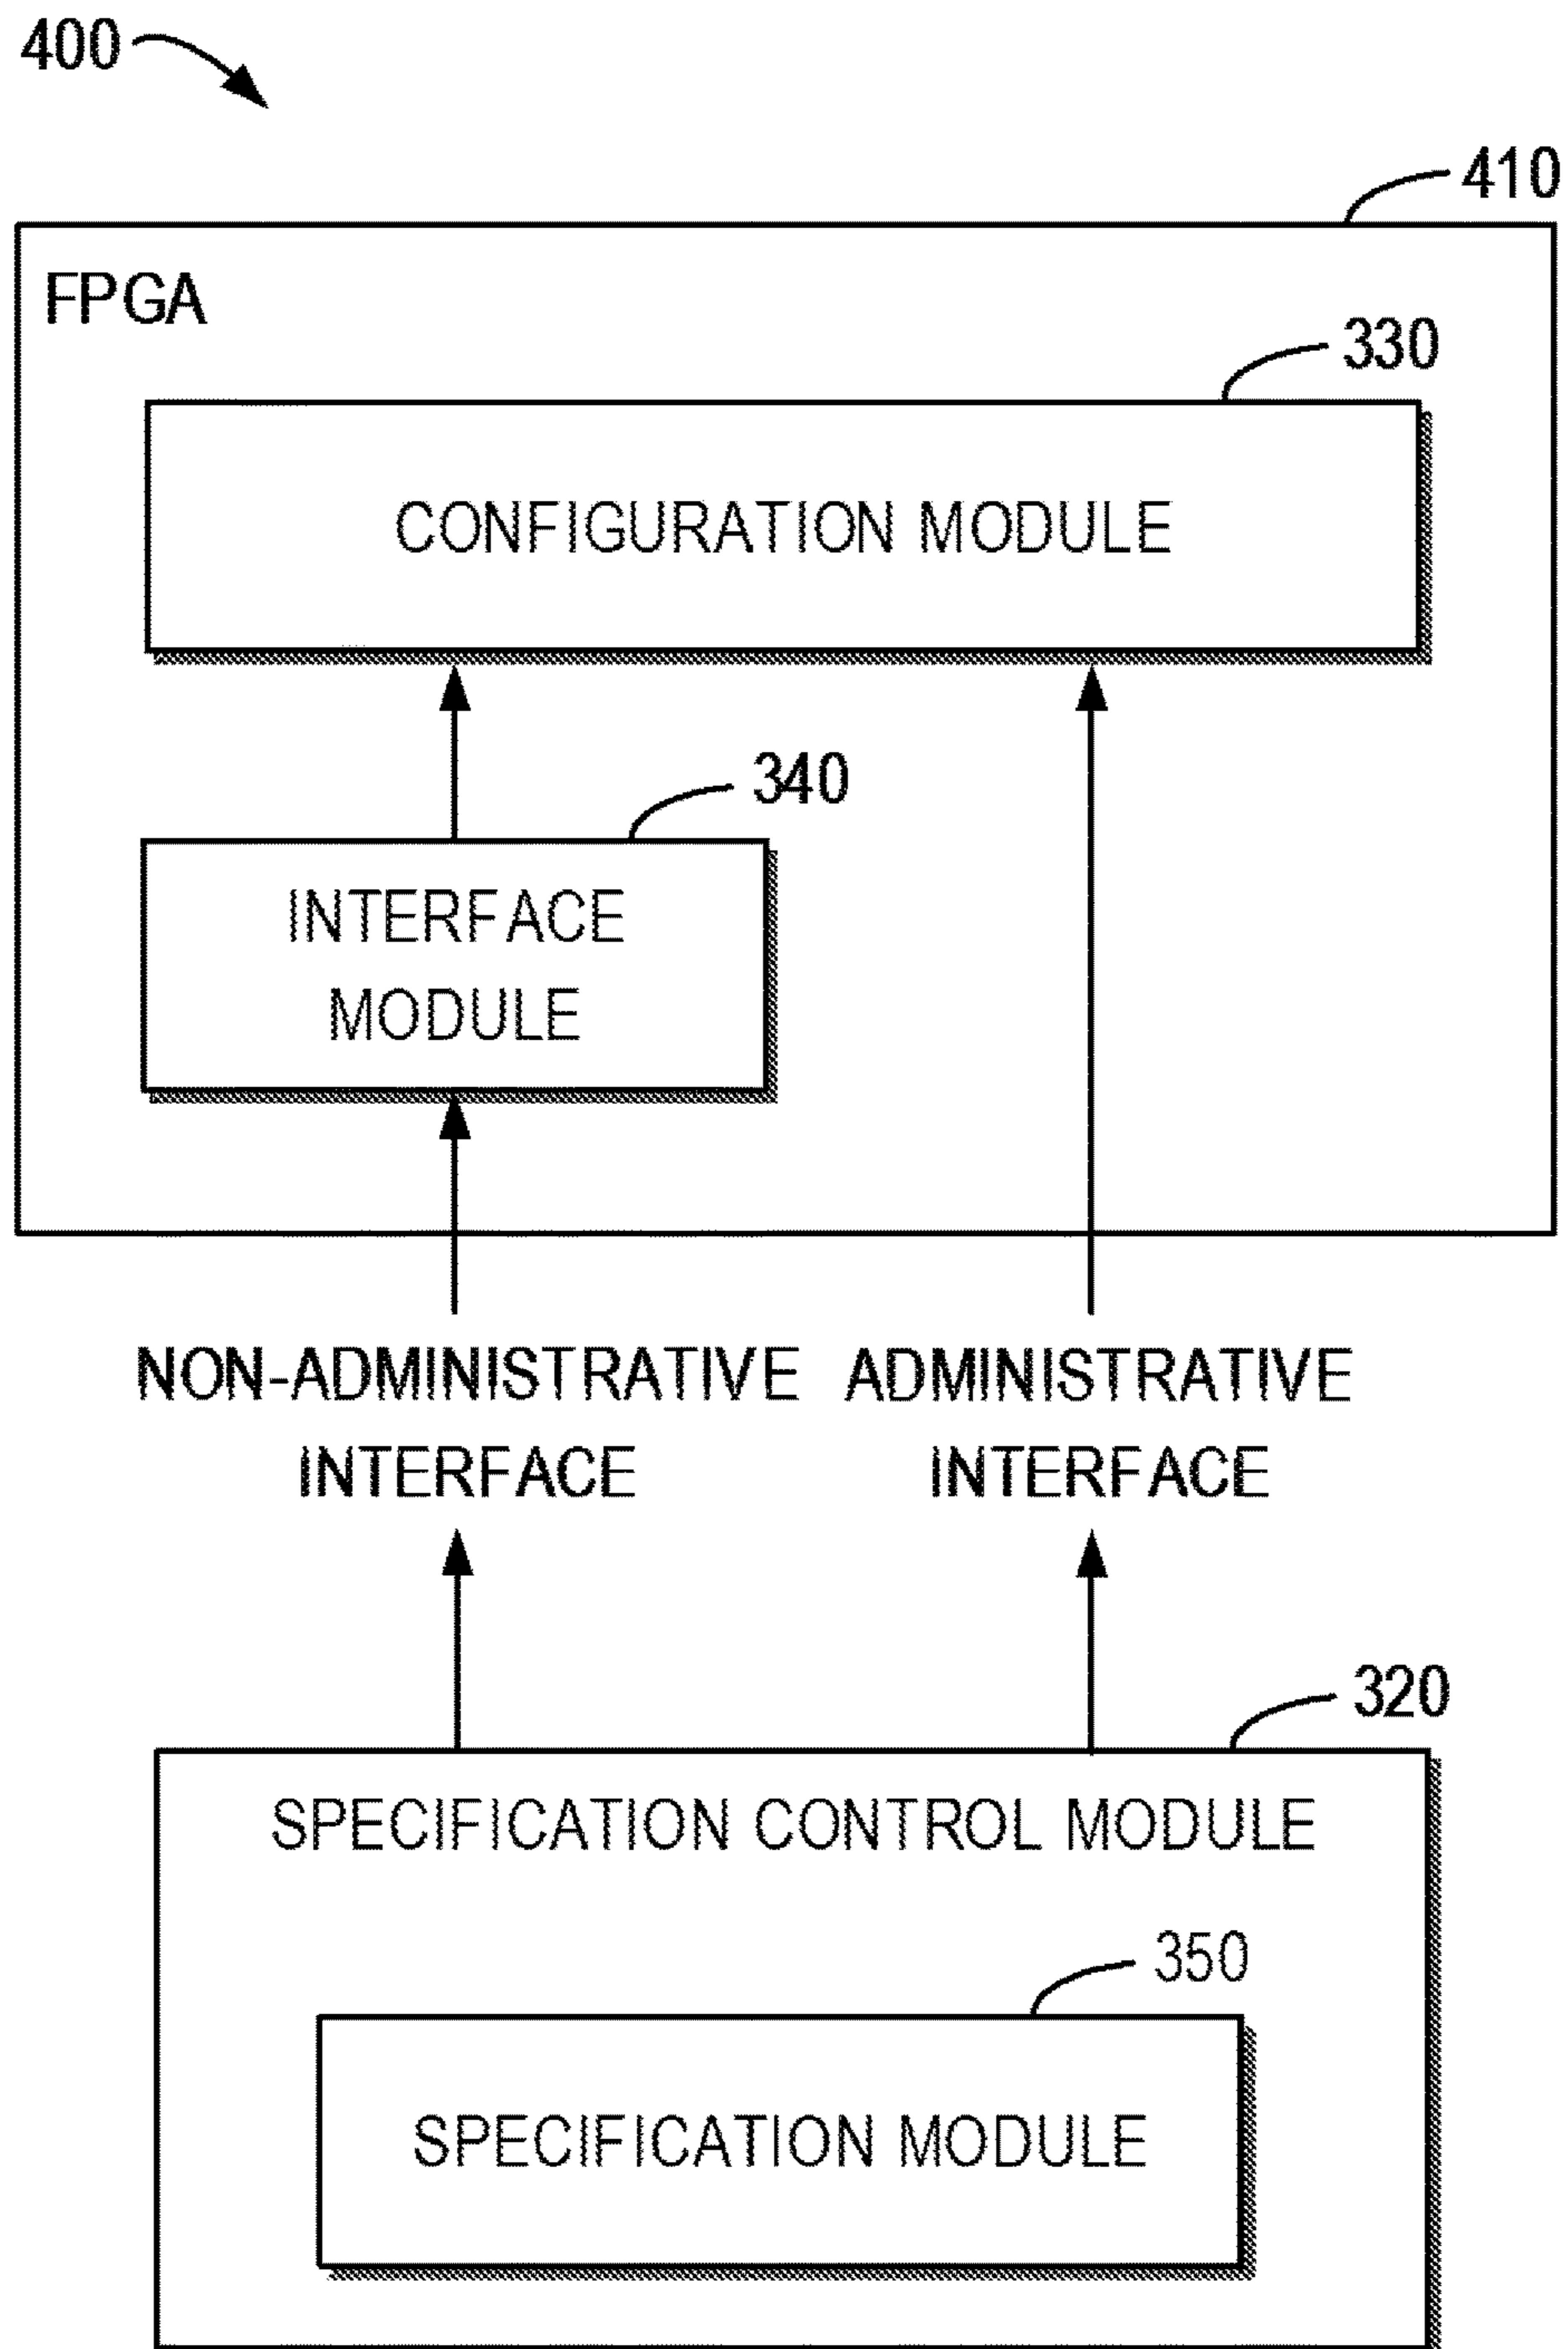 400
410
FPGA
330
CONFIGURATION MODULE
340
INTERFACE
MODULE
NON-ADMINISTRATIVE
INTERFACE
ADMINISTRATIVE
INTERFACE
320
SPECIFICATION CONTROL MODULE
350
SPECIFICATION MODULE